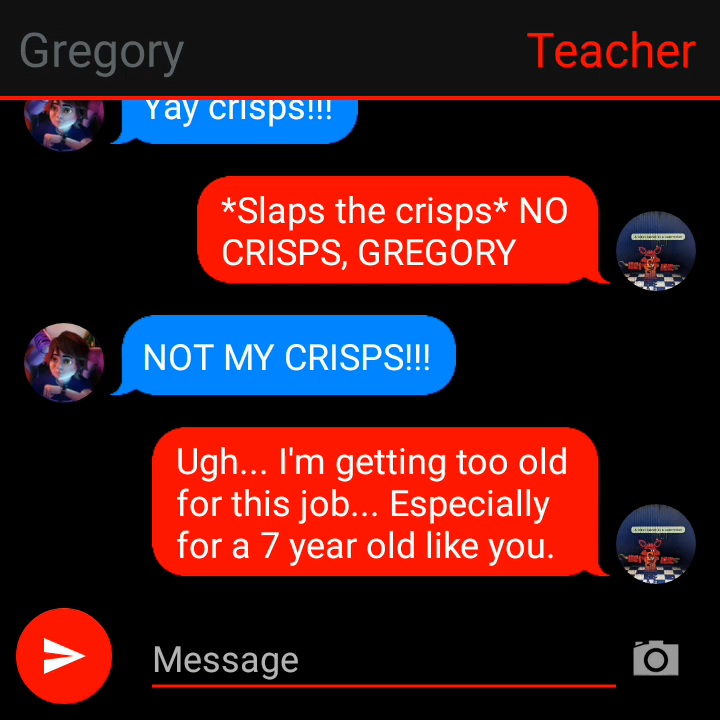 Gregory
Teacher
Yay crisps!!!
*Slaps the crisps* NO
CRISPS, GREGORY
NOT MY CRISPS!!!
Ugh... I'm getting too old
for this job... Especially
for a 7 year old like you.
Message